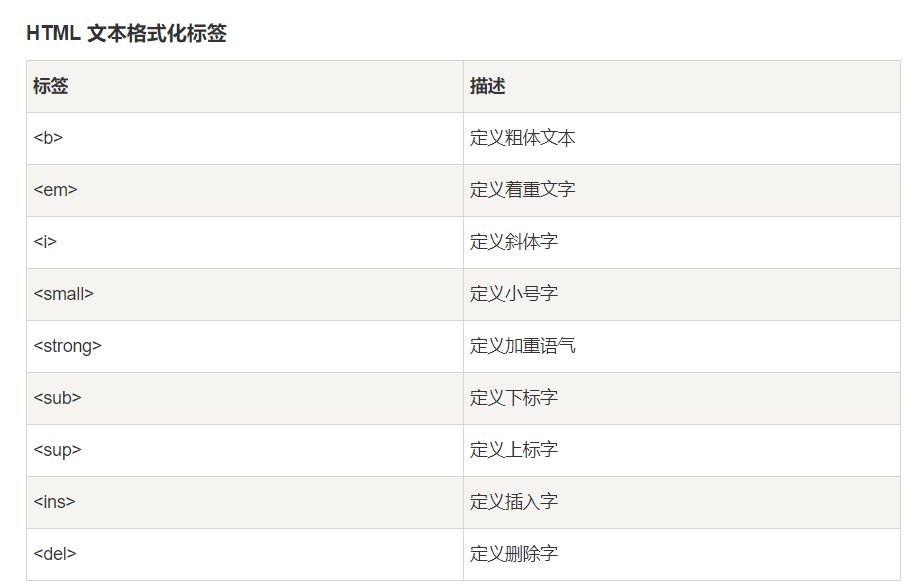 HTML 文本格式化标签
标签 描述
<b> 定义粗体文本
<em> 定义着重文字
<i> 定义斜体字
<small> 定义小号字
<strong> 定义加重语气
<sub> 定义下标字
<sup> 定义上标字
<ins> 定义插入字
<del> 定义删除字